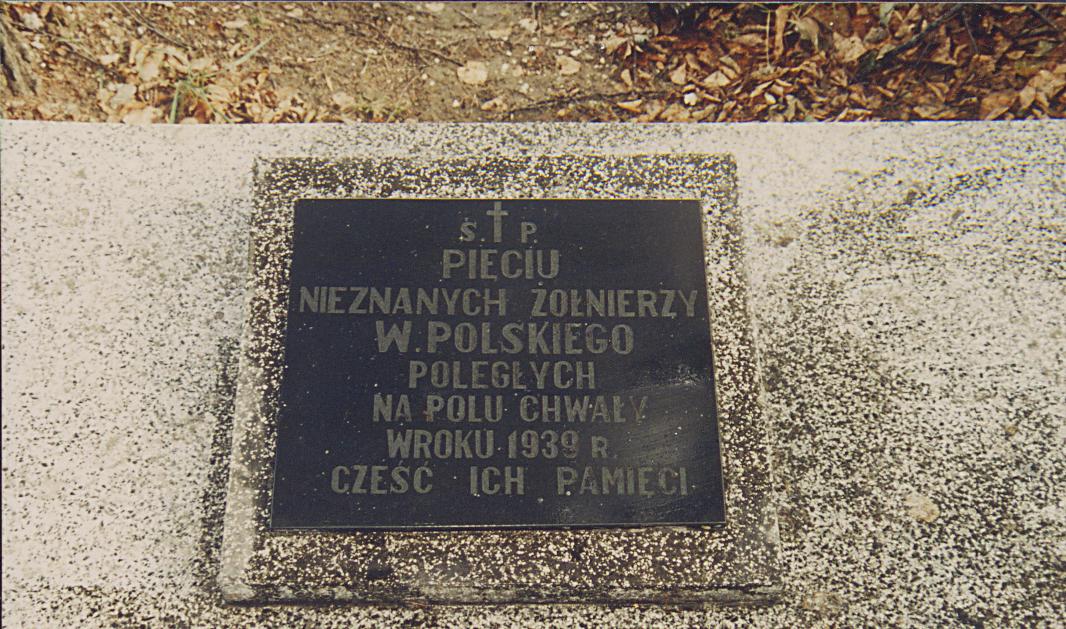 Ś.†P.
PIĘCIU
NIEZNANYCH ŻOŁNIERZY
W.POLSKIEGO
POLEGŁYCH
NA POLU CHWAŁY
WROKU 1939 R.
CZEŚĆ ICH PAMIĘCI